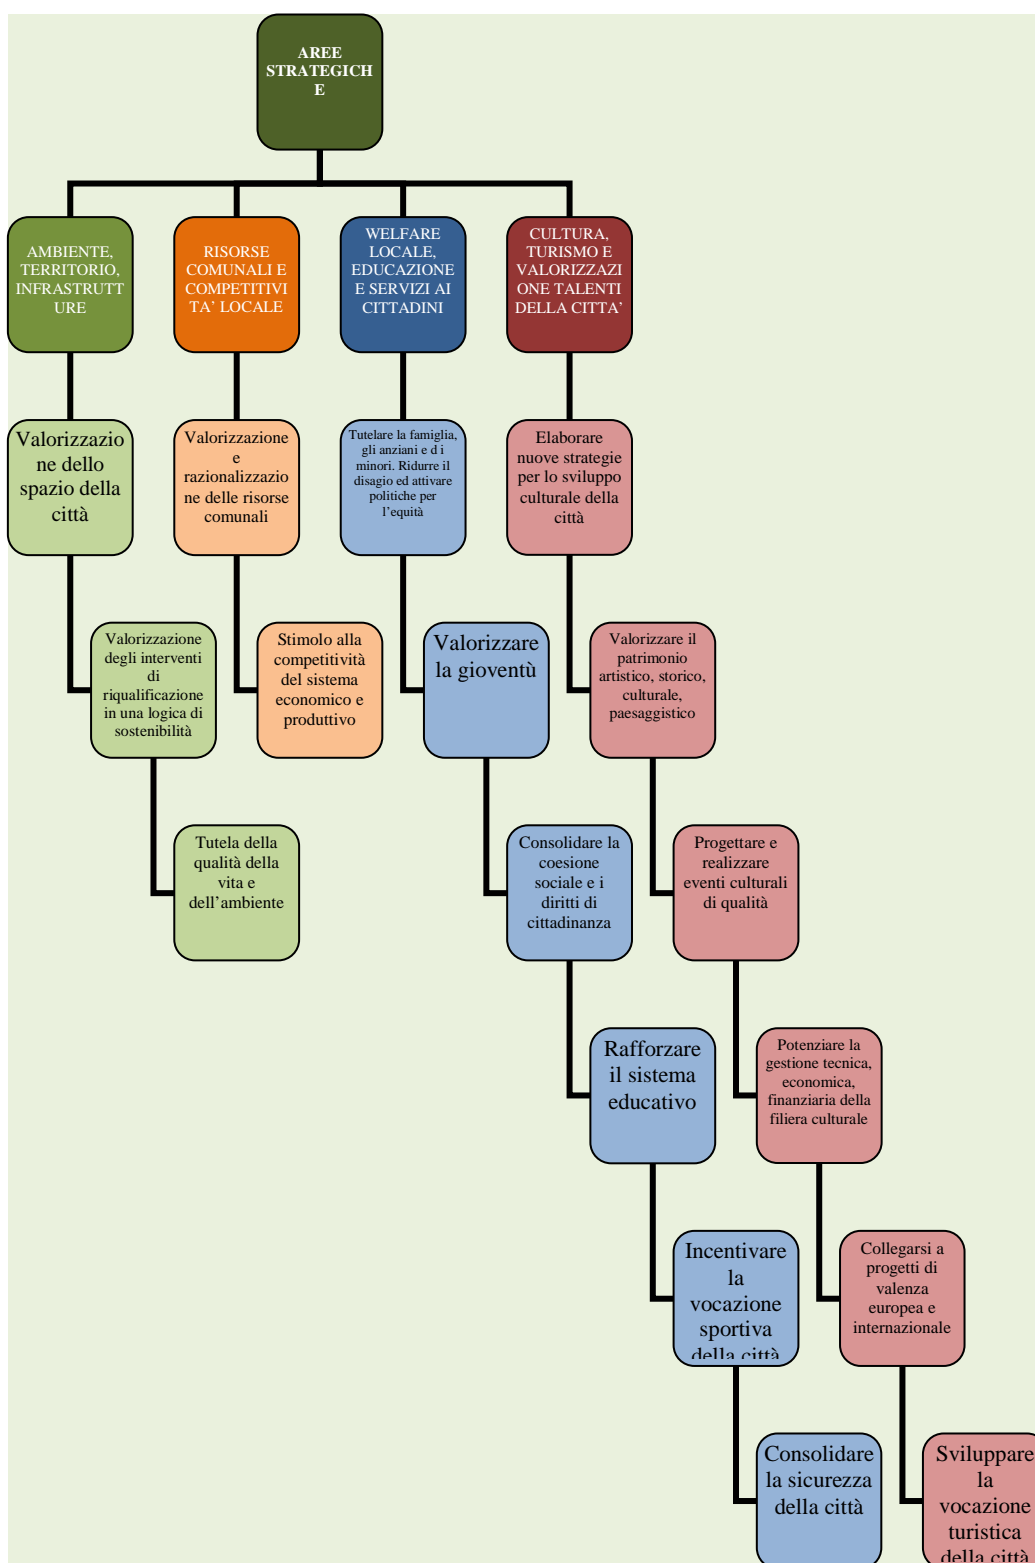 AREE
STRATEGICH
E
AMBIENTE,
TERRITORIO,
INFRASTRUTT
URE
RISORSE
COMUNALI E
COMPETITIVI
TA’ LOCALE
WELFARE
LOCALE,
EDUCAZIONE
E SERVIZI AI
CITTADINI
CULTURA,
TURISMO E
VALORIZZAZI
ONE TALENTI
DELLA CITTA’
Valorizzazio
ne dello
spazio della
città
Valorizzazione
e
razionalizzazio
ne delle risorse
comunali
Tutelare la famiglia,
gli anziani e d i
minori. Ridurre il
disagio ed attivare
politiche per
l’equità
Elaborare
nuove strategie
per lo sviluppo
culturale della
città
Valorizzazione
degli interventi
di
riqualificazione
in una logica di
sostenibilità
Stimolo alla
competitività
del sistema
economico e
produttivo
Valorizzare
la gioventù
Valorizzare il
patrimonio
artistico, storico,
culturale,
paesaggistico
Tutela della
qualità della
vita e
dell’ambiente
Consolidare la
coesione
sociale e i
diritti di
cittadinanza
Progettare e
realizzare
eventi culturali
di qualità
Rafforzare
il sistema
educativo
Potenziare la
gestione tecnica,
economica,
finanziaria della
filiera culturale
Incentivare
la
vocazione
sportiva
della città
Collegarsi a
progetti di
valenza
europea e
internazionale
Consolidare
la sicurezza
della città
Sviluppare
la
vocazione
turistica
della città